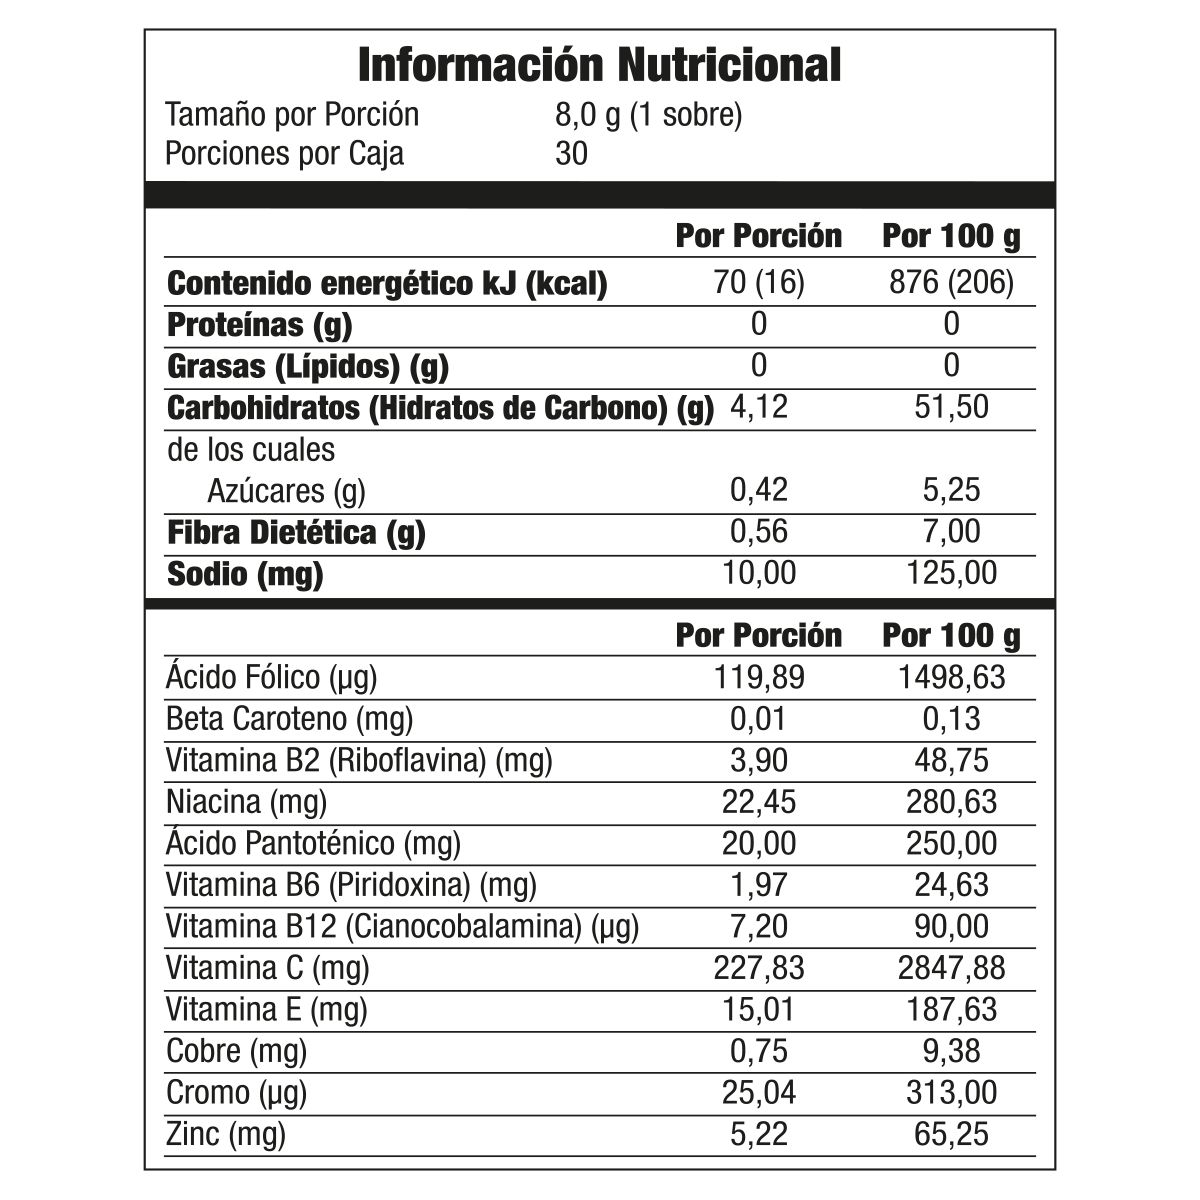 Información Nutricional
Tamaño por Porción 8,0 g (1 sobre)
Porciones por Caja 30
Por Porción Por 100 g
Contenido energético kJ (kcal) 70 (16) 876 (206)
Proteínas (g) 0 0
Grasas (Lípidos) (g) 0 0
Carbohidratos (Hidratos de Carbono) (g) 4,12 51,50
de los cuales
Azúcares (g) 0,42 5,25
Fibra Dietética (g) 0,56 7,00
Sodio (mg) 10,00 125,00
Por Porción Por 100 g
Ácido Fólico (µg) 119,89 1498,63
Beta Caroteno (mg) 0,01 0,13
Vitamina B2 (Riboflavina) (mg) 3,90 48,75
Niacina (mg) 22,45 280,63
Ácido Pantoténico (mg) 20,00 250,00
Vitamina B6 (Piridoxina) (mg) 1,97 24,63
Vitamina B12 (Cianocobalamina) (µg) 7,20 90,00
Vitamina C (mg) 227,83 2847,88
Vitamina E (mg) 15,01 187,63
Cobre (mg) 0,75 9,38
Cromo (µg) 25,04 313,00
Zinc (mg) 5,22 65,25